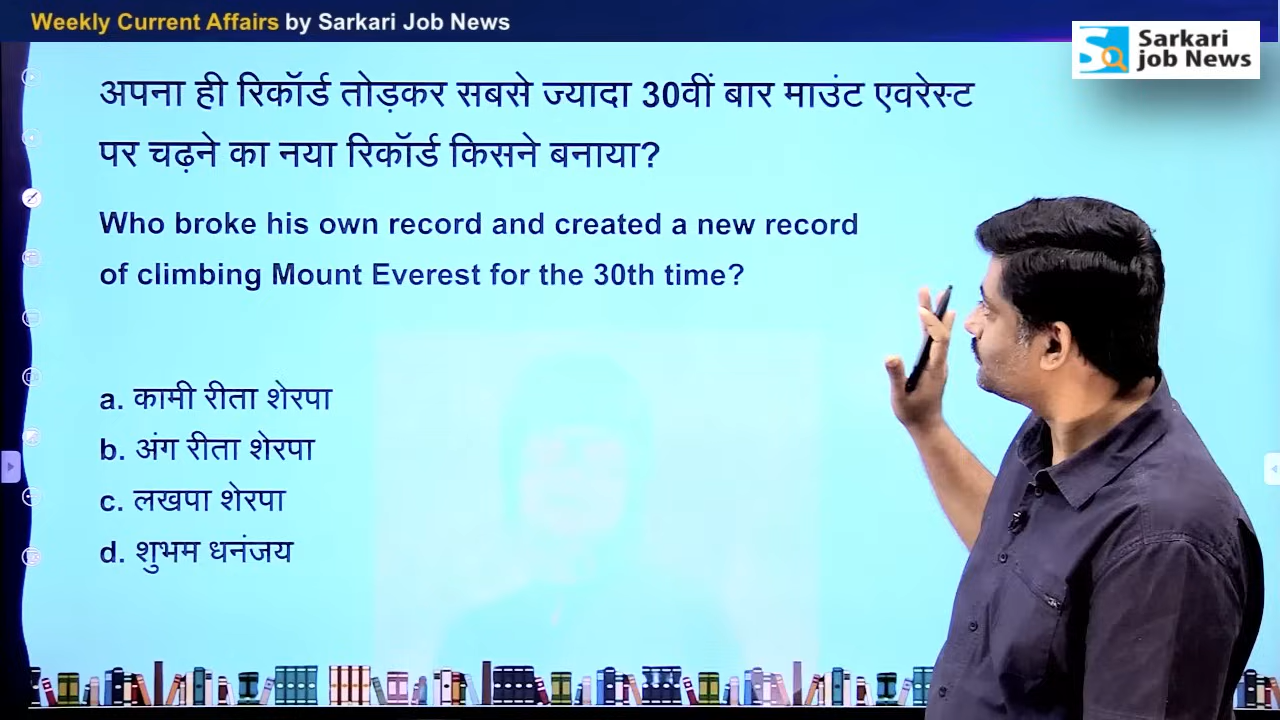 Weekly Current Affairs by Sarkari Job News
Sarkari
Job News
अपना ही रिकॉर्ड तोड़कर सबसे ज्यादा 30वीं बार माउंट एवरेस्ट
पर चढ़ने का नया रिकॉर्ड किसने बनाया?
Who broke his own record and created a new record
of climbing Mount Everest for the 30th time?
a. कामी रीता शेरपा
b. अंग रीता शेरपा
c. लखपा शेरपा
d. शुभम धनंजय